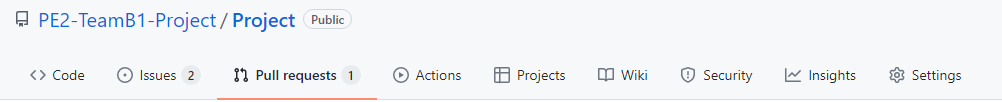 PE2-TeamB1-Project / Project Public
Code Issues 2 Pull requests 1 Actions Projects Wiki Security Insights Settings